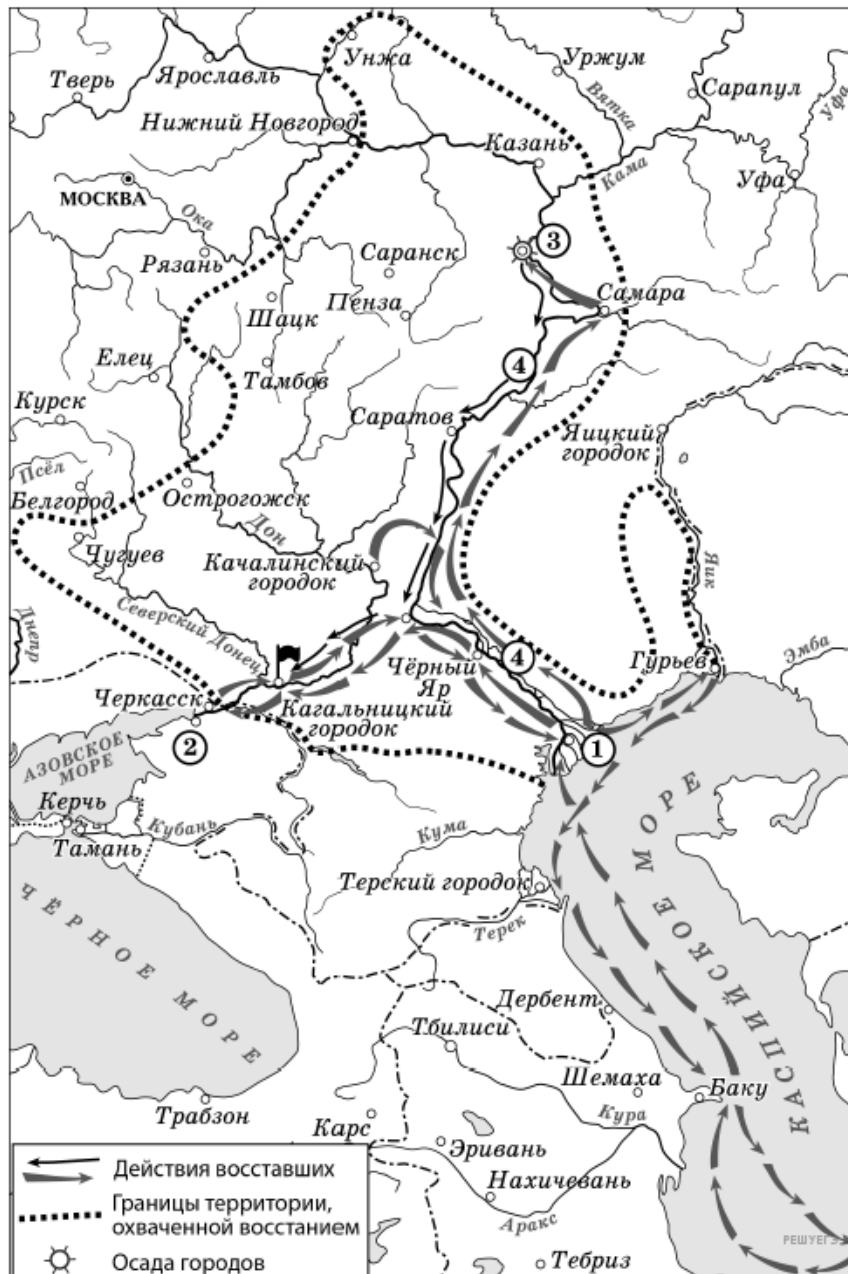 Унжа
Уржум
Ярославль
Тверь
Вятка
Сарапул
Уфа
Нижний Новгород
Казань
Кама
Уфа
МОСКВА
Ока
3
Рязань
Саранск
Самара
Шацк
Пенза
4
Елец
Тамбов
Курск
Саратов
Яицкий
городок
Псёл
Белгород
Острогожск
Дон
Чугуев
Качалинский
городок
Яик
Днепр
Северский Донец
4
Гурьев
Эмба
Чёрный
Яр
Черкасск
Кагальницкий
городок
2
1
АЗОВСКОЕ
МОРЕ
Керчь
Кубань
Тамань
Кума
КАСПИЙСКОЕ МОРЕ
Терский городок
Терек
ЧЁРНОЕ МОРЕ
Дербент
Тбилиси
Шемаха
Баку
Трабзон
Карс
Кура
Эривань
Нахичевань
Аракс
Тебриз
Действия восставших
Границы территории,
охваченной восстанием
Осада городов
РЕШУЕГЭ